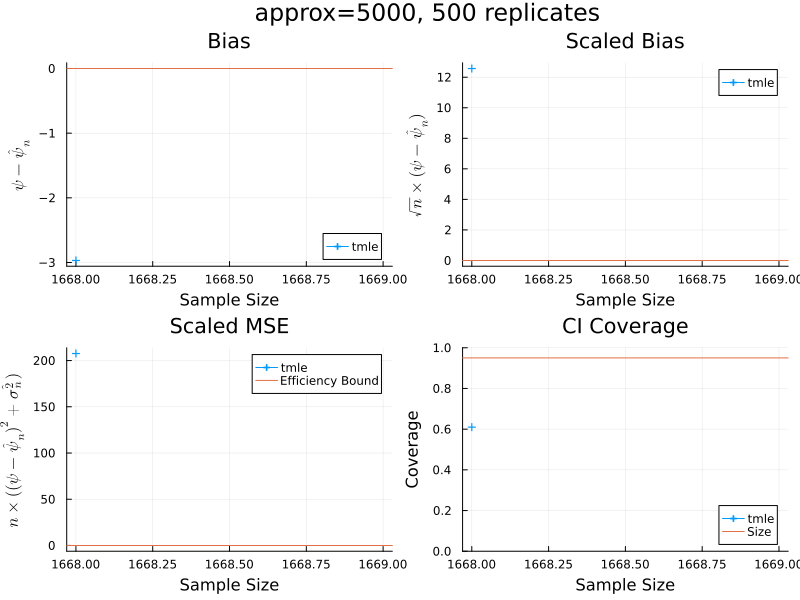 approx=5000, 500 replicates
Bias
0
−1
−2
−3
ψ − ψ̂ₙ
tmle
1668.00 1668.25 1668.50 1668.75 1669.00
Sample Size
Scaled Bias
12
10
8
6
4
2
0
√n × (ψ − ψ̂ₙ)
tmle
1668.00 1668.25 1668.50 1668.75 1669.00
Sample Size
Scaled MSE
200
150
100
50
0
n × ((ψ − ψ̂ₙ)² + σ̂ₙ²)
tmle
Efficiency Bound
1668.00 1668.25 1668.50 1668.75 1669.00
Sample Size
CI Coverage
1.0
0.8
0.6
0.4
0.2
0.0
Coverage
tmle
Size
1668.00 1668.25 1668.50 1668.75 1669.00
Sample Size